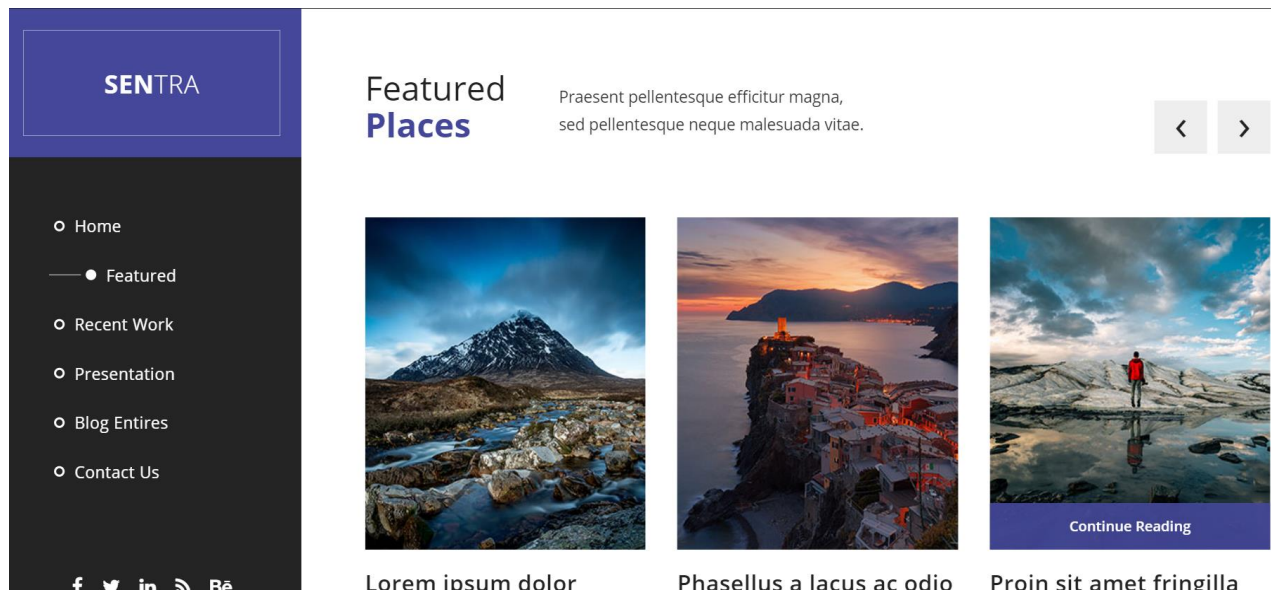 SENTRA
Home
Featured
Recent Work
Presentation
Blog Entires
Contact Us
Featured
Places
Praesent pellentesque efficitur magna,
sed pellentesque neque malesuada vitae.
Continue Reading
Lorem ipsum dolor
Phasellus a lacus ac odio
Proin sit amet fringilla